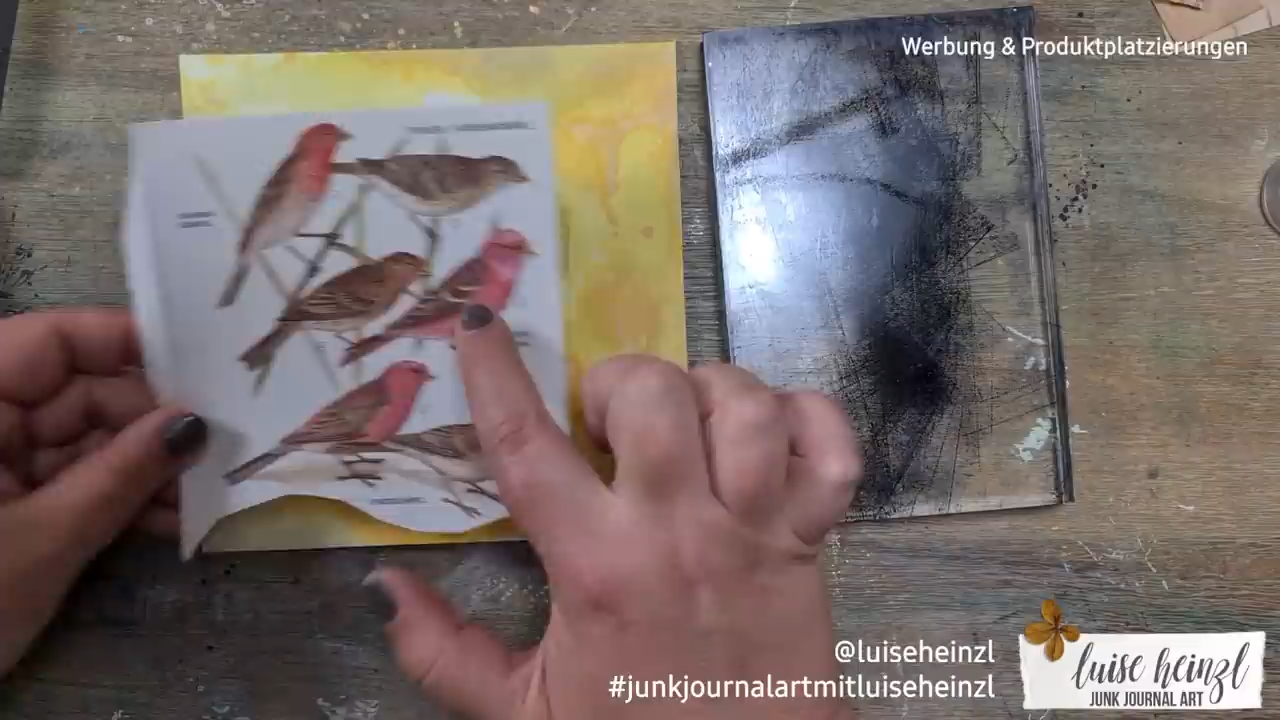 Werbung & Produktplatzierungen
@luiseheinzl
#junkjournalartmitluiseheinzl
luise heinzl
JUNK JOURNAL ART